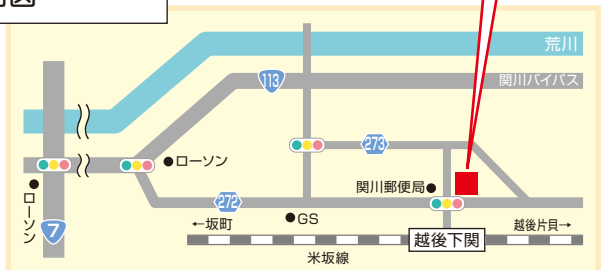 荒川
関川バイパス
113
273
ローソン
関川郵便局
ローソン
272
7
GS
←坂町
越後片貝→
越後下関
米坂線